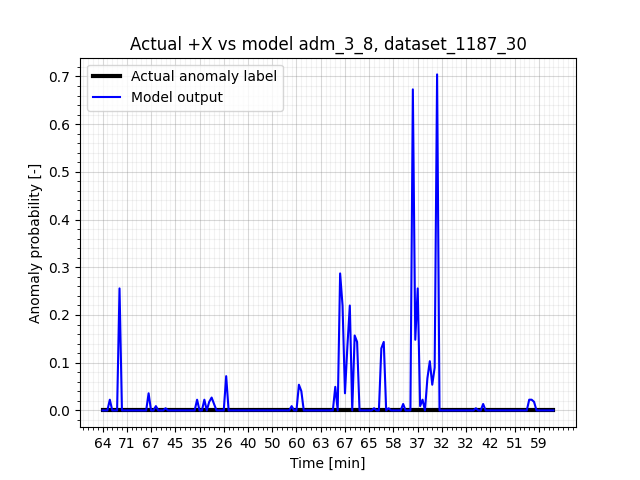 Actual +X vs model adm_3_8, dataset_1187_30
Actual anomaly label
Model output
Anomaly probability [-]
0.7
0.6
0.5
0.4
0.3
0.2
0.1
0.0
64 71 67 45 35 26 40 50 60 63 67 65 58 37 32 32 42 51 59
Time [min]